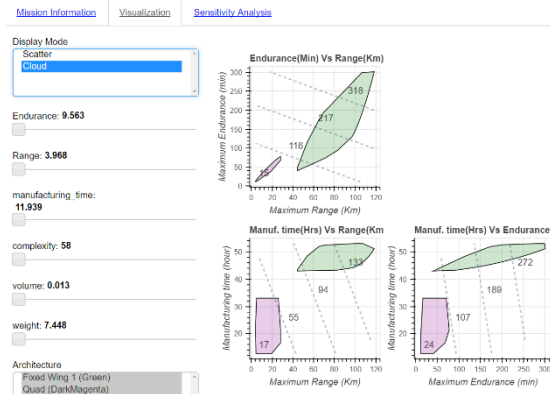 Mission Information
Visualization
Sensitivity Analysis
Display Mode
Scatter
Cloud
Endurance: 9.563
Range: 3.968
manufacturing_time:
11.939
complexity: 58
volume: 0.013
weight: 7.448
Architecture
Fixed Wing 1 (Green)
Quad (DarkMagenta)
Endurance(Min) Vs Range(Km)
Maximum Endurance (min)
300
250
200
150
100
50
0
318
217
116
15
0 20 40 60 80 100 120
Maximum Range (Km)
Manuf. time(Hrs) Vs Range(Km
Manufacturing time (hour)
50
40
30
20
133
94
55
17
0 20 40 60 80 100 120
Maximum Range (Km)
Manuf. time(Hrs) Vs Endurance
Manufacturing time (hour)
50
40
30
20
272
189
107
24
0 50 100 150 200 250 300
Maximum Endurance (min)